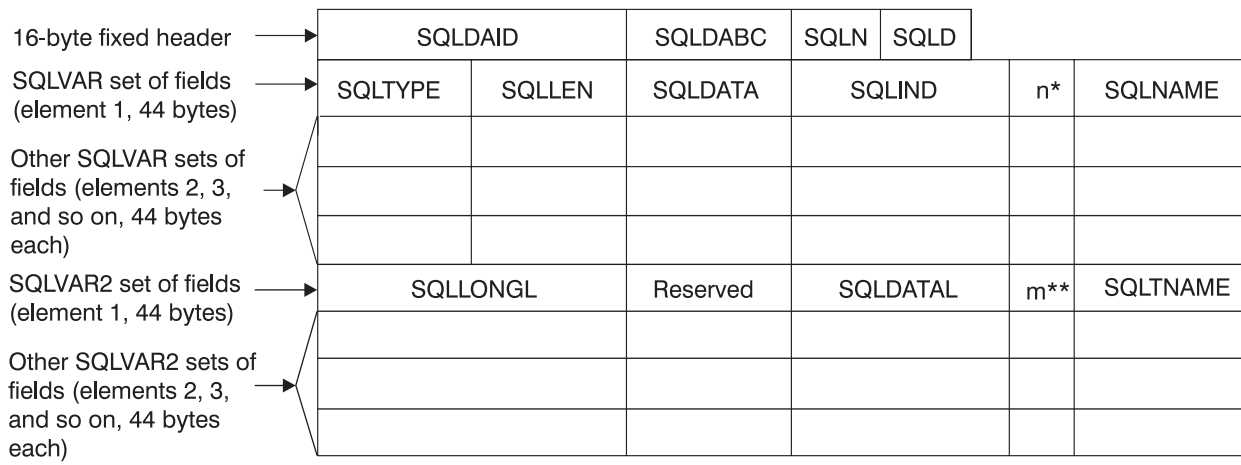 16-byte fixed header SQLDAID SQLDABC SQLN SQLD
SQLVAR set of fields
(element 1, 44 bytes)
SQLTYPE SQLLEN SQLDATA SQLIND n* SQLNAME
Other SQLVAR sets of
fields (elements 2, 3,
and so on, 44 bytes
each)
SQLVAR2 set of fields
(element 1, 44 bytes)
SQLLONGL Reserved SQLDATAL m** SQLTNAME
Other SQLVAR2 sets of
fields (elements 2, 3,
and so on, 44 bytes
each)